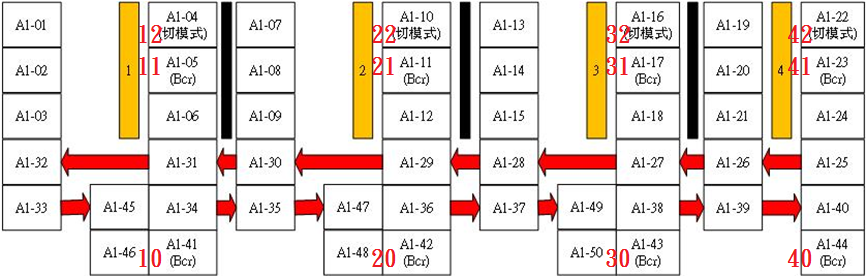 A1-01 12 A1-04 A1-07 22 A1-10 A1-13 32 A1-16 A1-19 42 A1-22
(切模式) (切模式) (切模式) (切模式)
A1-02 1 11 A1-05 A1-08 2 21 A1-11 A1-14 3 31 A1-17 A1-20 4 41 A1-23
(Bcr) (Bcr) (Bcr) (Bcr)
A1-03 A1-06 A1-09 A1-12 A1-15 A1-18 A1-21 A1-24
A1-32 A1-31 A1-30 A1-29 A1-28 A1-27 A1-26 A1-25
A1-33 A1-45 A1-34 A1-35 A1-47 A1-36 A1-37 A1-49 A1-38 A1-39 A1-40
A1-46 10 A1-41 A1-48 20 A1-42 A1-50 30 A1-43 40 A1-44
(Bcr) (Bcr) (Bcr) (Bcr)